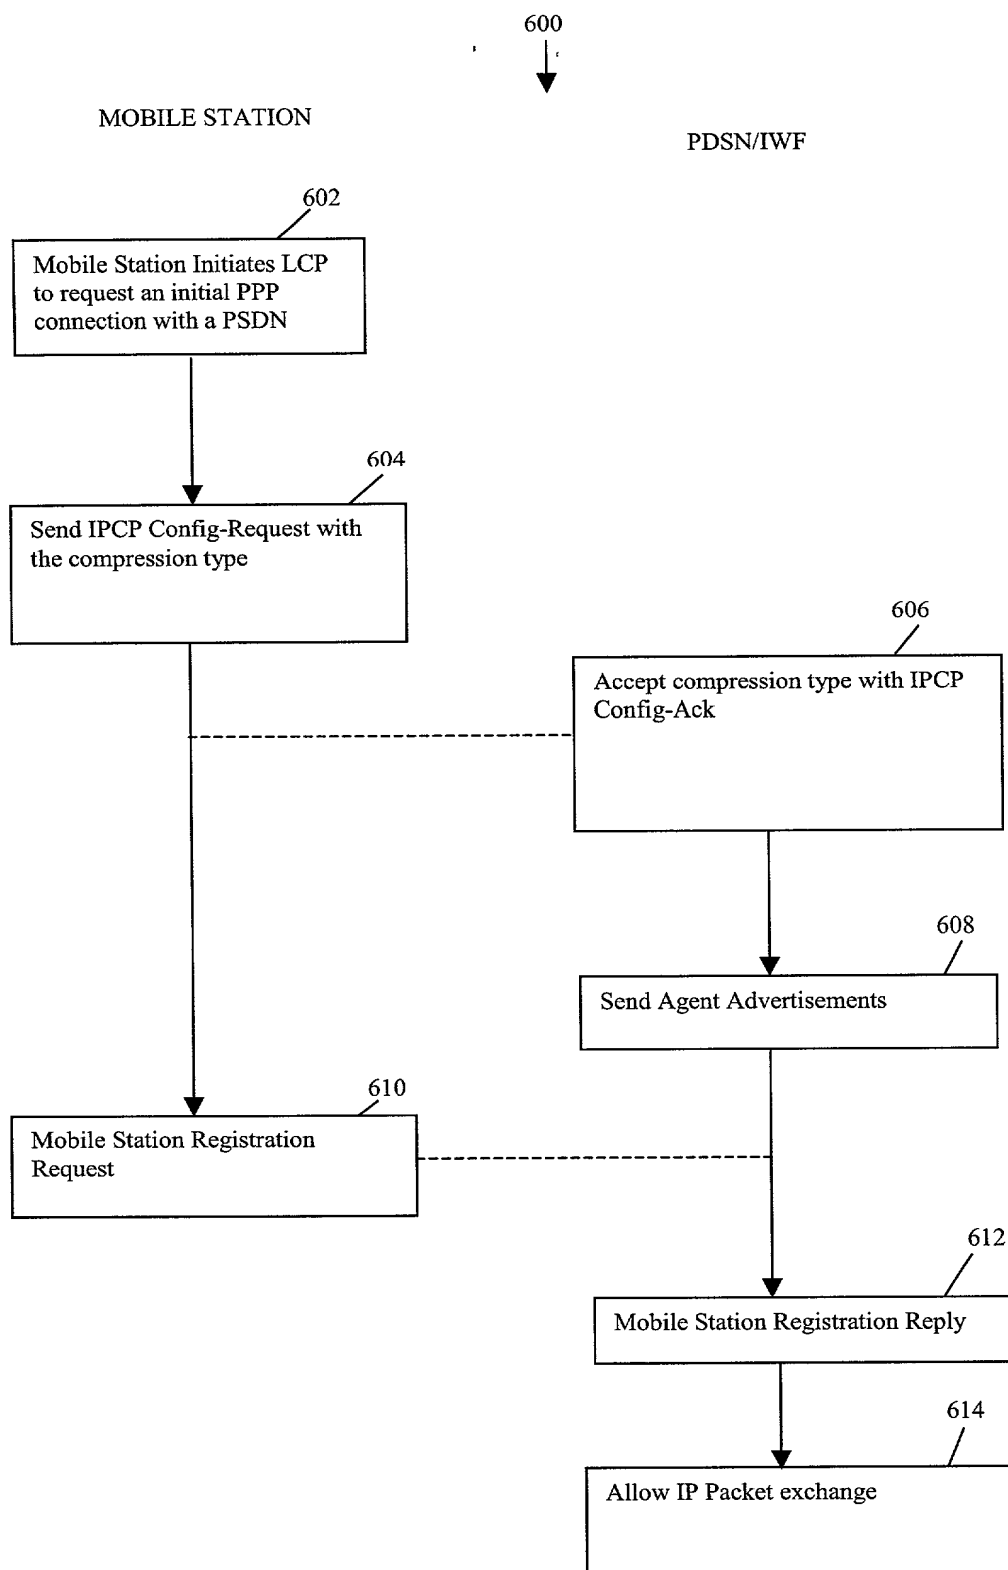 600
MOBILE STATION
PDSN/IWF
602
Mobile Station Initiates LCP
to request an initial PPP
connection with a PSDN
604
Send IPCP Config-Request with
the compression type
606
Accept compression type with IPCP
Config-Ack
608
Send Agent Advertisements
610
Mobile Station Registration
Request
612
Mobile Station Registration Reply
614
Allow IP Packet exchange